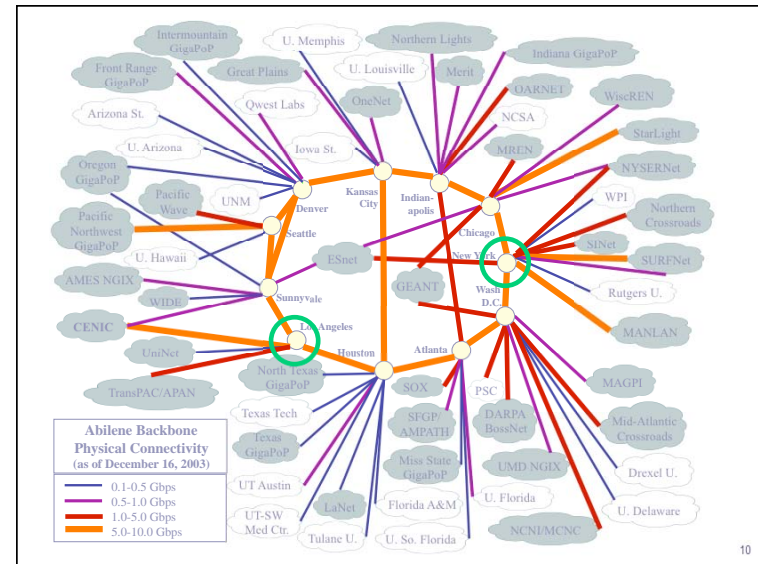 Intermountain
GigaPoP
U. Memphis
Northern Lights
Indiana GigaPoP
Front Range
GigaPoP
Great Plains
U. Louisville
Merit
OARNET
WiscREN
Qwest Labs
OneNet
NCSA
Arizona St.
StarLight
MREN
U. Arizona
Iowa St.
NYSERNet
Oregon
GigaPoP
WPI
UNM
Denver
Kansas
City
Indian-
apolis
Pacific
Wave
Northern
Crossroads
Chicago
Pacific
Northwest
GigaPoP
Seattle
SINet
U. Hawaii
ESnet
New York
SURFNet
AMES NGIX
GEANT
Wash
D.C.
Rutgers U.
WIDE
Sunnyvale
CENIC
Los Angeles
MANLAN
UniNet
Houston
Atlanta
North Texas
GigaPoP
MAGPI
TransPAC/APAN
SOX
PSC
Texas Tech
SFGP/
AMPATH
DARPA
BossNet
Mid-Atlantic
Crossroads
Abilene Backbone
Physical Connectivity
(as of December 16, 2003)
Texas
GigaPoP
Miss State
GigaPoP
UMD NGIX
Drexel U.
0.1-0.5 Gbps
0.5-1.0 Gbps
1.0-5.0 Gbps
5.0-10.0 Gbps
UT Austin
LaNet
Florida A&M
U. Florida
U. Delaware
UT-SW
Med Ctr.
Tulane U.
U. So. Florida
NCNI/MCNC
10